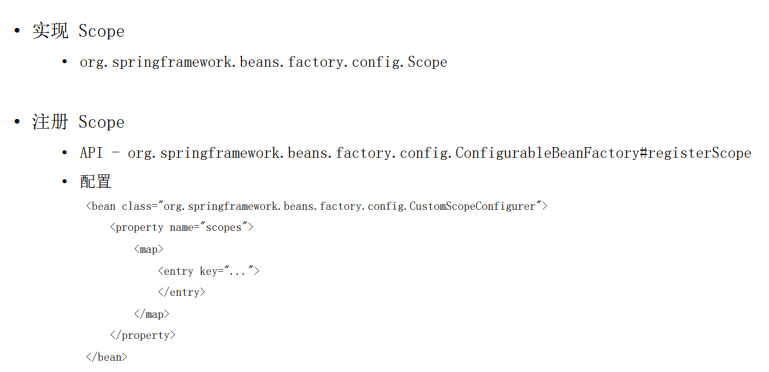 • 实现 Scope
• org.springframework.beans.factory.config.Scope
• 注册 Scope
• API - org.springframework.beans.factory.config.ConfigurableBeanFactory#registerScope
• 配置
<bean class="org.springframework.beans.factory.config.CustomScopeConfigurer">
<property name="scopes">
<map>
<entry key="...">
</entry>
</map>
</property>
</bean>